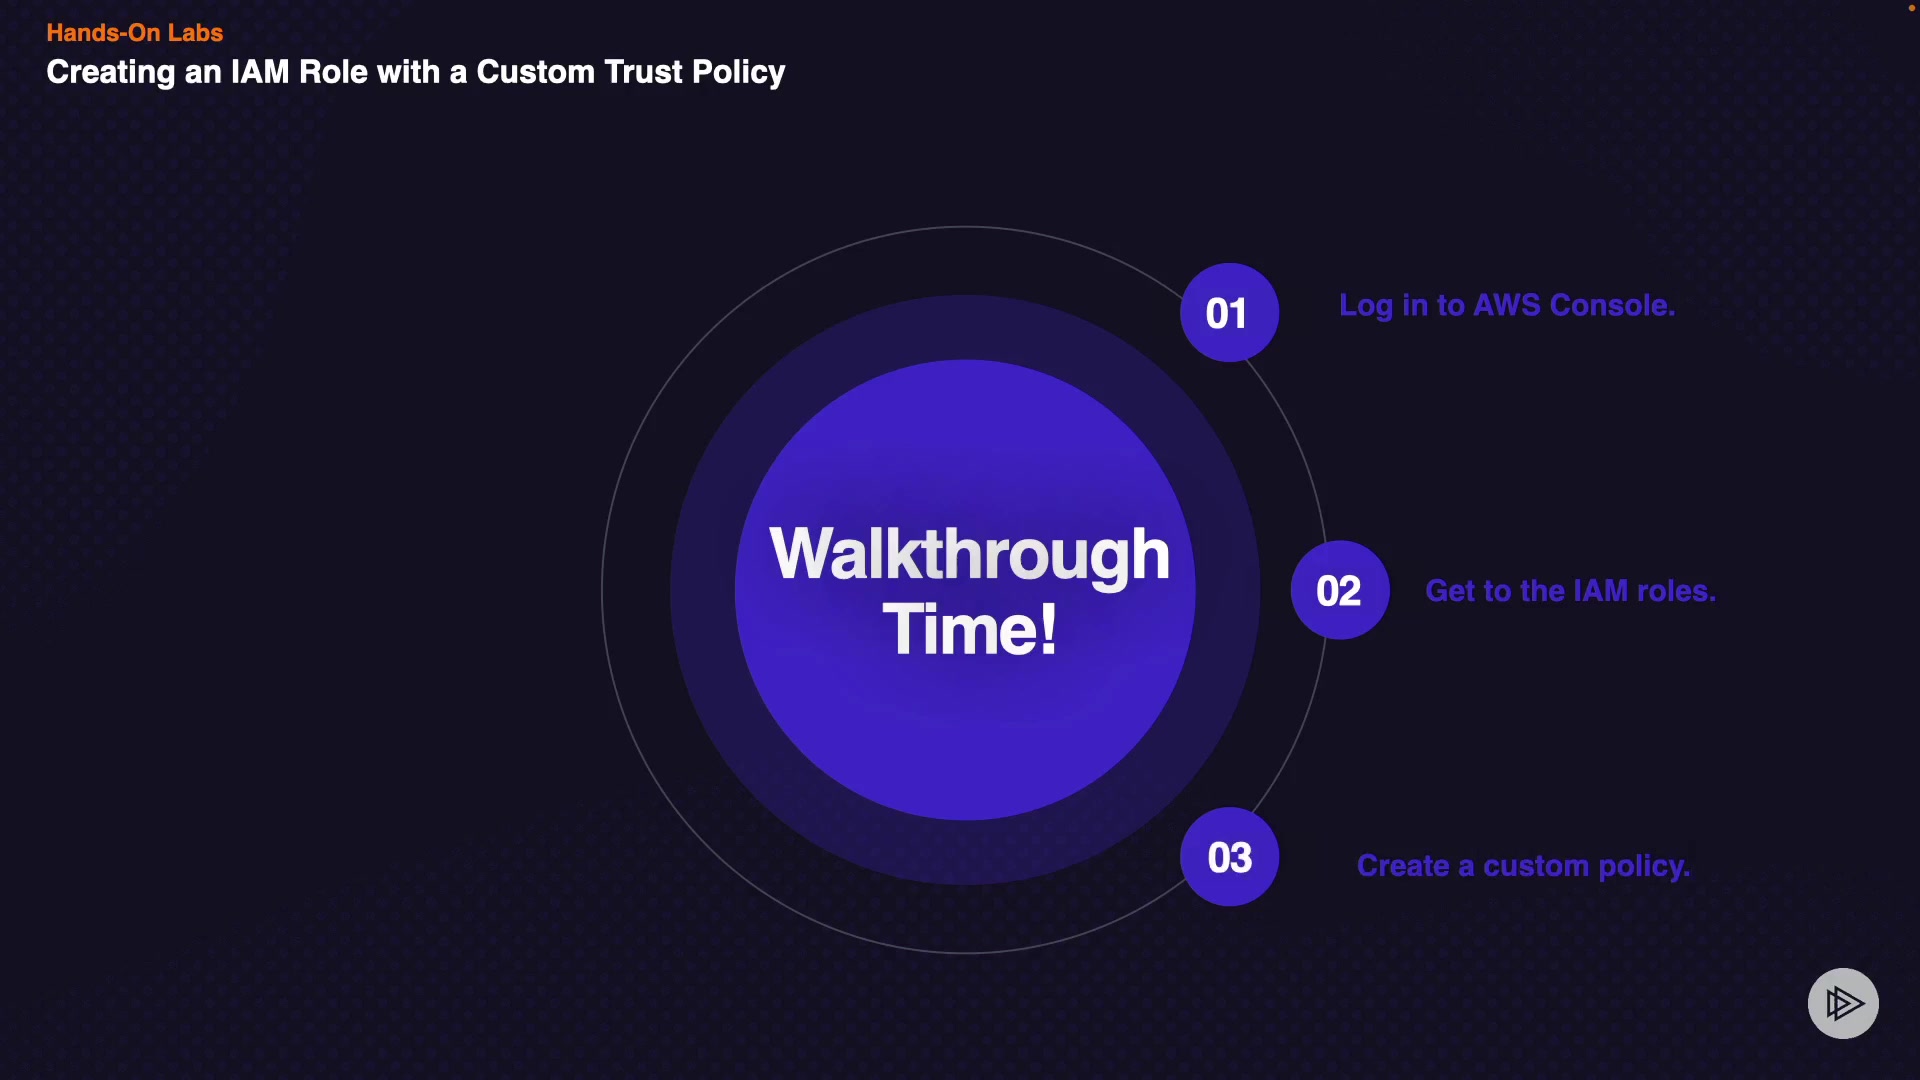 Hands-On Labs
Creating an IAM Role with a Custom Trust Policy
Walkthrough
Time!
01
Log in to AWS Console.
02
Get to the IAM roles.
03
Create a custom policy.